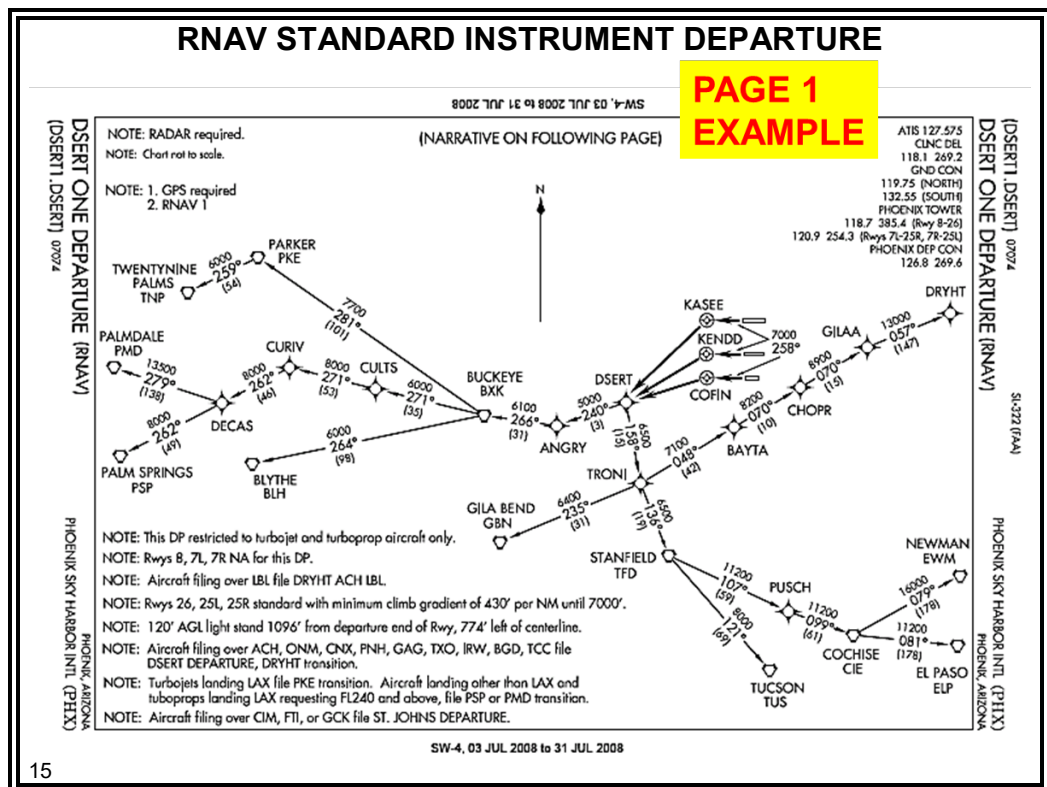 RNAV STANDARD INSTRUMENT DEPARTURE
PAGE 1
EXAMPLE
SW-4, 03 JUL 2008 to 31 JUL 2008
(DSERT1.DSERT) 07074
DSERT ONE DEPARTURE (RNAV)
PHOENIX SKY HARBOR INTL (PHX)
PHOENIX, ARIZONA
NOTE: RADAR required.
NOTE: Chart not to scale.
NOTE: 1. GPS required
2. RNAV 1
(NARRATIVE ON FOLLOWING PAGE)
N
ATIS 127.575
CLNC DEL
118.1 269.2
GND CON
119.75 (NORTH)
132.55 (SOUTH)
PHOENIX TOWER
118.7 385.4 (Rwy 8-26)
120.9 254.3 (Rwys 7L-25R, 7R-25L)
PHOENIX DEP CON
126.8 269.6
(DSERT1.DSERT) 07074
DSERT ONE DEPARTURE (RNAV)
SL-322 (FAA)
PHOENIX SKY HARBOR INTL (PHX)
PHOENIX, ARIZONA
PARKER
PKE
6000
259°
(54)
TWENTYNINE
PALMS
TNP
7700
281°
(101)
PALMDALE
PMD
13500
279°
(138)
CURIV
8000
262°
(46)
8000
271°
(53)
CULTS
6000
271°
(35)
BUCKEYE
BXK
DECAS
8000
262°
(49)
PALM SPRINGS
PSP
6000
264°
(98)
BLYTHE
BLH
6100
266°
(31)
ANGRY
5000
240°
(3)
DSERT
KASEE
KENDD
COFIN
7000
258°
DRYHT
13000
057°
(147)
GILAA
8900
070°
(15)
CHOPR
8200
070°
(10)
BAYTA
7100
048°
(42)
6500
158°
(15)
TRONI
6400
235°
(31)
GILA BEND
GBN
6500
136°
(19)
STANFIELD
TFD
11200
107°
(59)
PUSCH
11200
099°
(61)
COCHISE
CIE
NEWMAN
EWM
16000
079°
(178)
11200
081°
(178)
EL PASO
ELP
8000
121°
(69)
TUCSON
TUS
NOTE: This DP restricted to turbojet and turboprop aircraft only.
NOTE: Rwys 8, 7L, 7R NA for this DP.
NOTE: Aircraft filing over LBL file DRYHT ACH LBL.
NOTE: Rwys 26, 25L, 25R standard with minimum climb gradient of 430' per NM until 7000'.
NOTE: 120' AGL light stand 1096' from departure end of Rwy, 774' left of centerline.
NOTE: Aircraft filing over ACH, ONM, CNX, PNH, GAG, TXO, IRW, BGD, TCC file
DSERT DEPARTURE, DRYHT transition.
NOTE: Turbojets landing LAX file PKE transition. Aircraft landing other than LAX and
tuboprops landing LAX requesting FL240 and above, file PSP or PMD transition.
NOTE: Aircraft filing over CIM, FTI, or GCK file ST. JOHNS DEPARTURE.
SW-4, 03 JUL 2008 to 31 JUL 2008
15